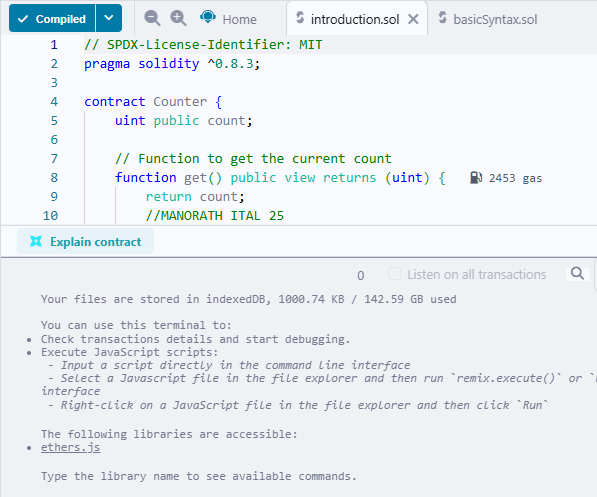 Compiled
Home
introduction.sol
basicSyntax.sol
1 // SPDX-License-Identifier: MIT
2 pragma solidity ^0.8.3;
3
4 contract Counter {
5 uint public count;
6
7 // Function to get the current count
8 function get() public view returns (uint) { 2453 gas
9 return count;
10 //MANORATH ITAL 25
Explain contract
0 Listen on all transactions
Your files are stored in indexedDB, 1000.74 KB / 142.59 GB used
You can use this terminal to:
• Check transactions details and start debugging.
• Execute JavaScript scripts:
- Input a script directly in the command line interface
- Select a Javascript file in the file explorer and then run `remix.execute()` or `
interface
- Right-click on a JavaScript file in the file explorer and then click `Run`
The following libraries are accessible:
• ethers.js
Type the library name to see available commands.